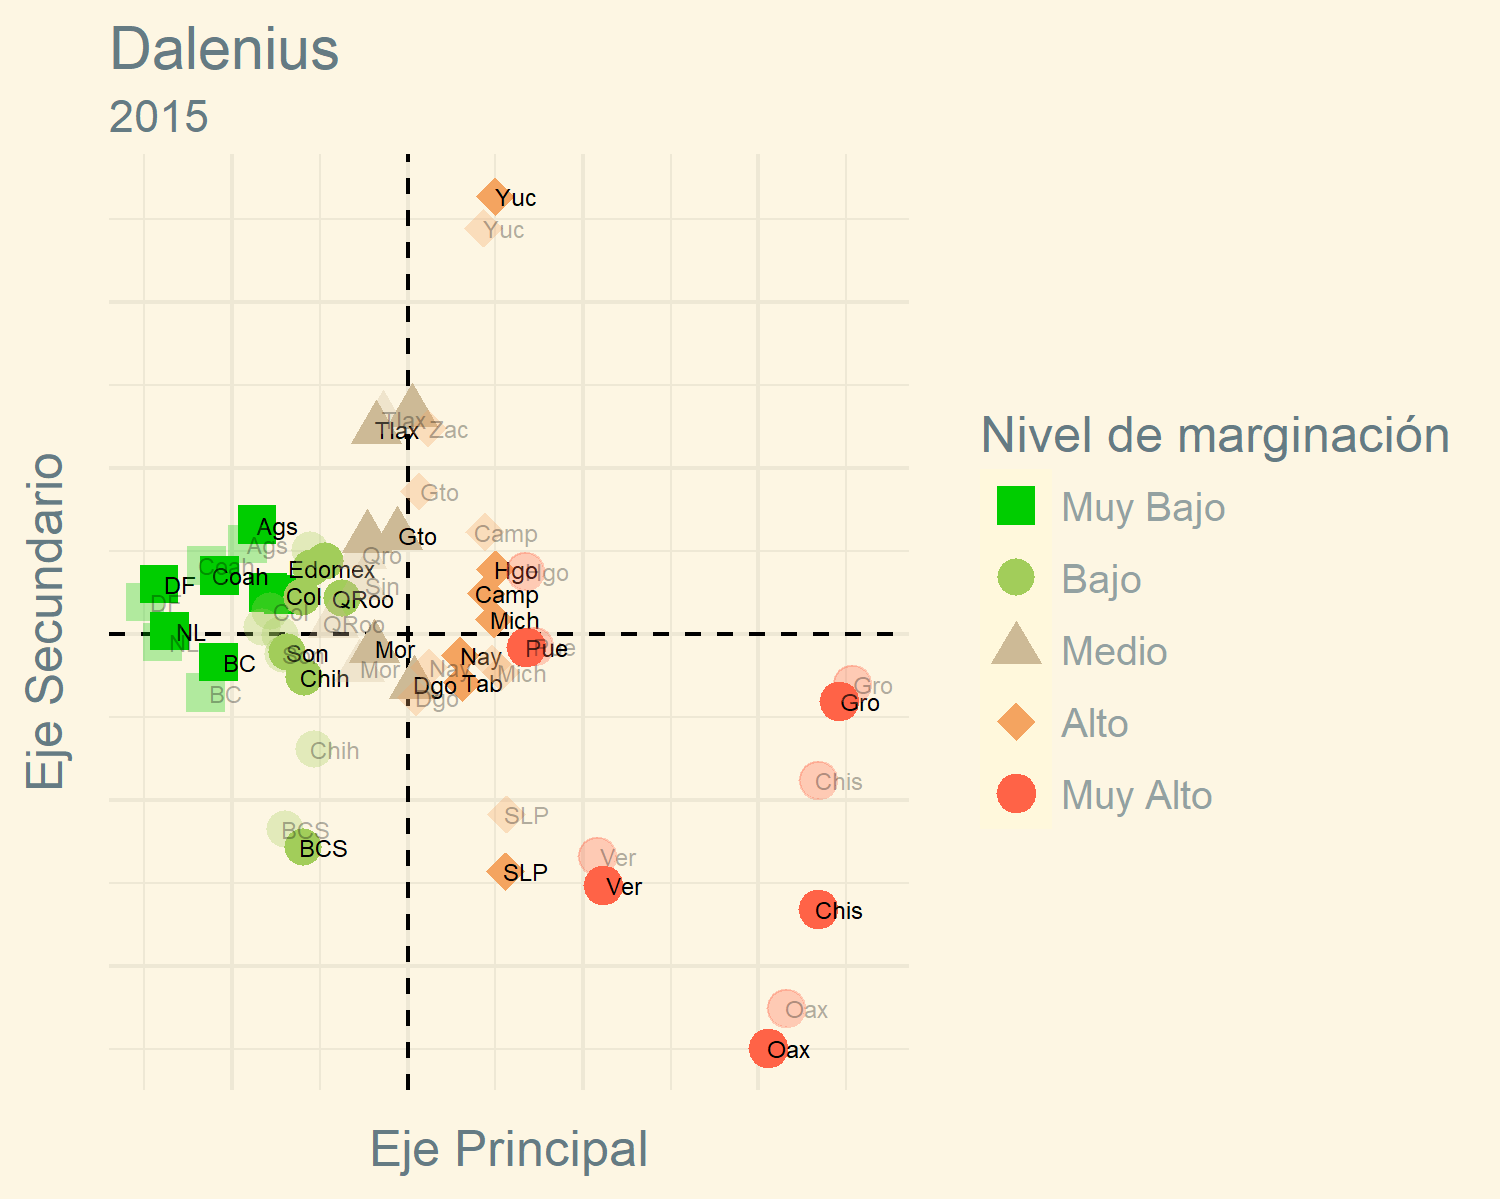 Dalenius
2015
Yuc
Yuc
Tlax
Tlax
Zac
Gto
Ags
Gto
Camp
Ags
Qro
Coah
Edomex
Hgo
Hgo
Coah
DF
Sin
Col
QRoo
Camp
DF
Col
QRoo
Mich
NL
NL
Son
Mor
Pue
Pue
BC
Nay
Mor
Nay
Mich
Chih
Dgo
Tab
Gro
BC
Dgo
Gro
Chih
Chis
SLP
BCS
BCS
Ver
SLP
Ver
Chis
Oax
Oax
Eje Secundario
Eje Principal
Nivel de marginación
Muy Bajo
Bajo
Medio
Alto
Muy Alto